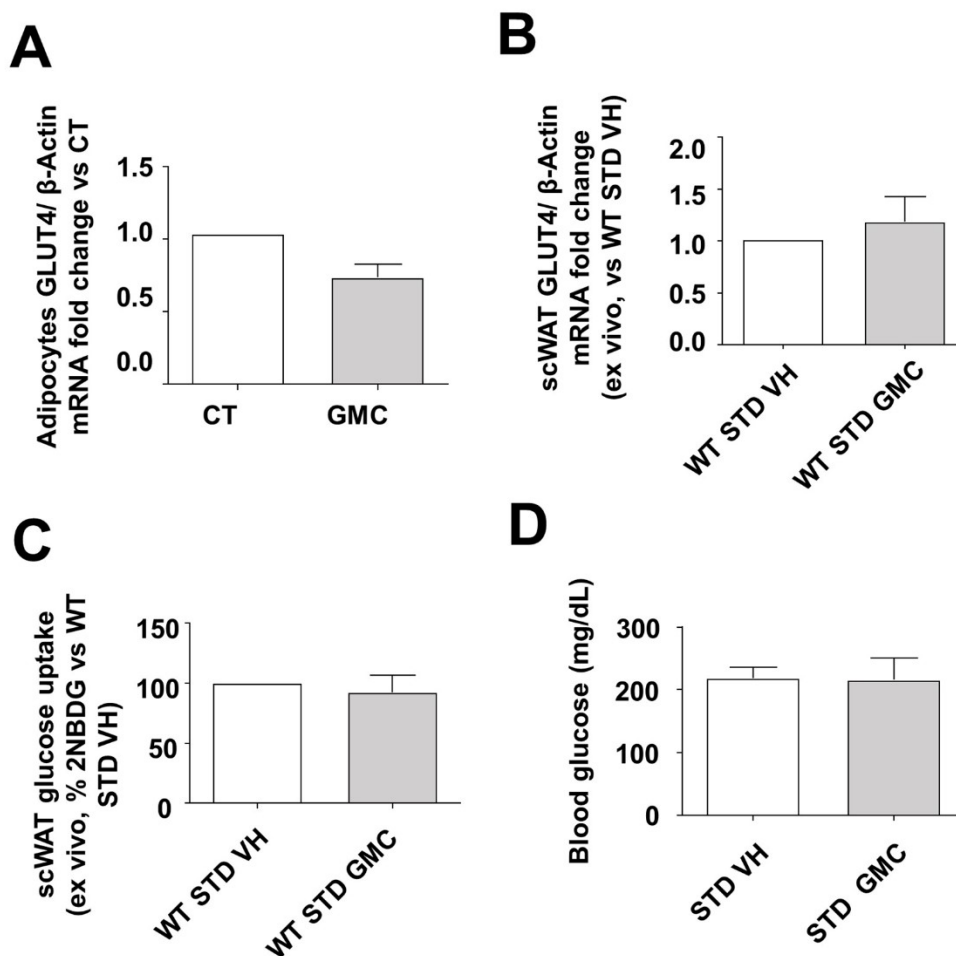 A
Adipocytes GLUT4/ β-Actin
mRNA fold change vs CT
1.5
1.0
0.5
0.0
CT
GMC
B
scWAT GLUT4/ β-Actin
mRNA fold change
(ex vivo, vs WT STD VH)
2.0
1.5
1.0
0.5
0.0
WT STD VH
WT STD GMC
C
scWAT glucose uptake
(ex vivo, % 2NBDG vs WT
STD VH)
150
100
50
0
WT STD VH
WT STD GMC
D
Blood glucose (mg/dL)
300
200
100
0
STD VH
STD GMC